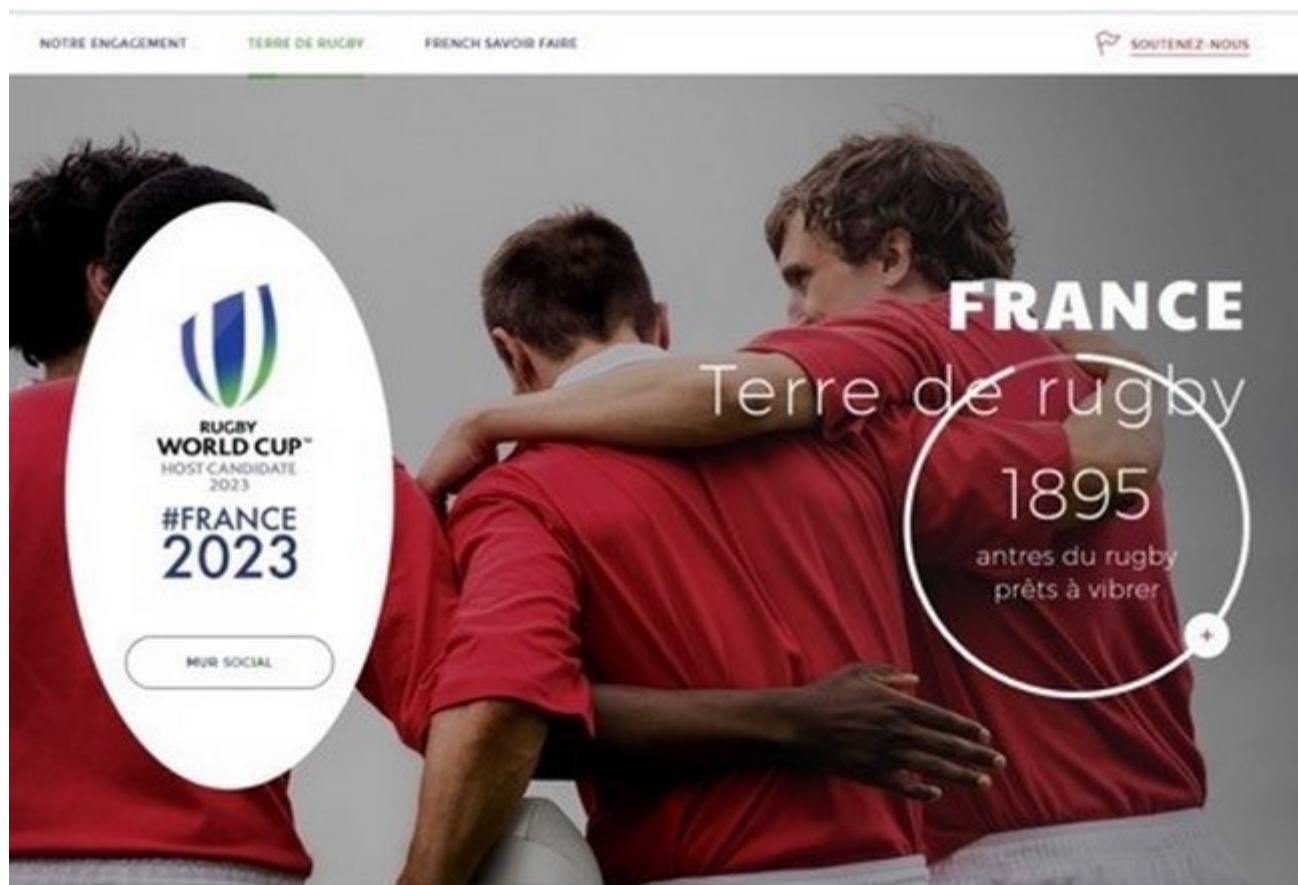 NOTRE ENGAGEMENT
TERRE DE RUGBY
FRENCH SAVOIR FAIRE
SOUTENEZ-NOUS
RUGBY
WORLD CUP™
HOST CANDIDATE
2023
#FRANCE
2023
MUR SOCIAL
FRANCE
Terre de rugby
1895
antres du rugby
prêts à vibrer
+